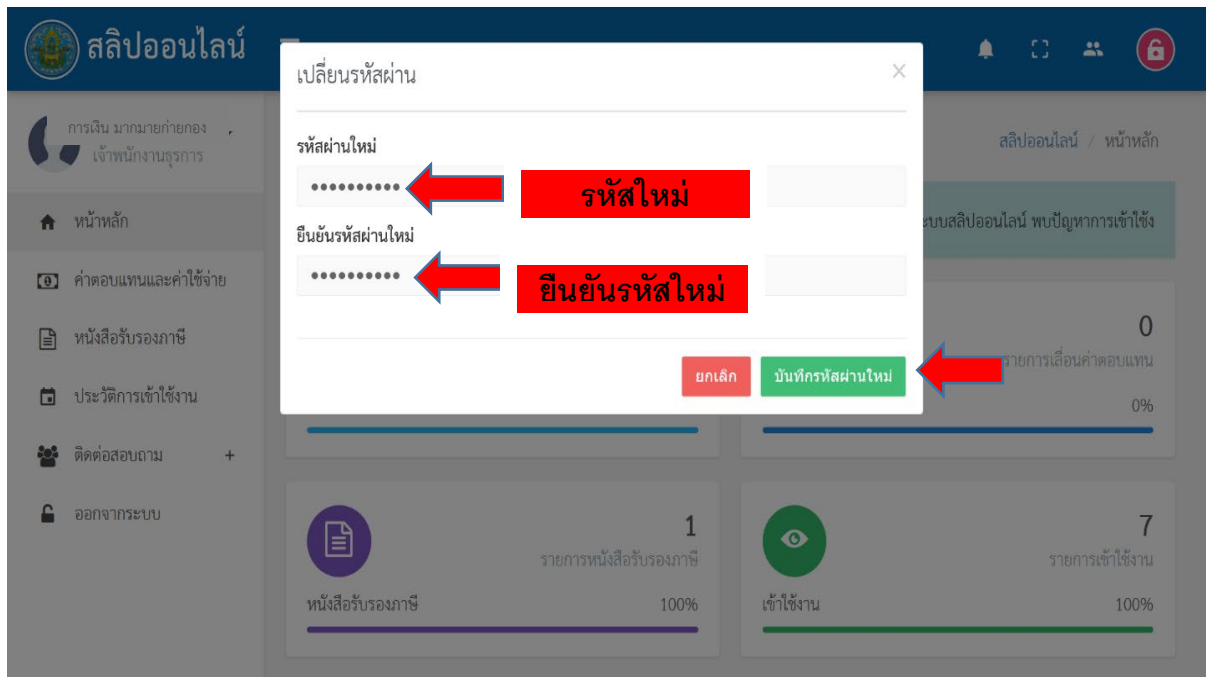 สลิปออนไลน์
เปลี่ยนรหัสผ่าน
การเงิน มากมายก่ายกอง
เจ้าพนักงานธุรการ
สลิปออนไลน์ / หน้าหลัก
รหัสผ่านใหม่
••••••••••
รหัสใหม่
หน้าหลัก
ยืนยันรหัสผ่านใหม่
ะบบสลิปออนไลน์ พบปัญหาการเข้าใช้ง
ค่าตอบแทนและค่าใช้จ่าย
••••••••••
ยืนยันรหัสใหม่
หนังสือรับรองภาษี
0
รายการเลื่อนค่าตอบแทน
ยกเลิก
บันทึกรหัสผ่านใหม่
ประวัติการเข้าใช้งาน
0%
ติดต่อสอบถาม +
ออกจากระบบ
1
รายการหนังสือรับรองภาษี
หนังสือรับรองภาษี 100%
7
รายการเข้าใช้งาน
เข้าใช้งาน 100%